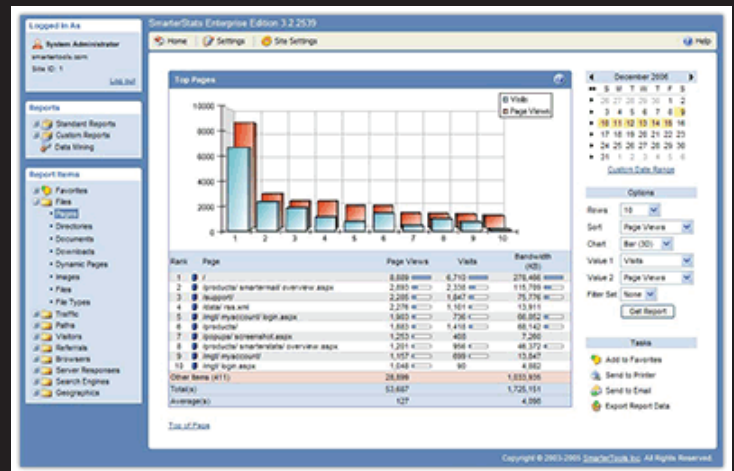 Logged In As
System Administrator
smartertools.com
Site ID: 1
Log out
Reports
Standard Reports
Custom Reports
Data Mining
Report Items
Favorites
Files
Pages
Directories
Documents
Downloads
Dynamic Pages
Images
Files
File Types
Traffic
Paths
Visitors
Referrals
Browsers
Server Responses
Search Engines
Geographics
SmarterStats Enterprise Edition 3.2.2539
Home Settings Site Settings Help
Top Pages
Visits
Page Views
10000
8000
6000
4000
2000
0
1 2 3 4 5 6 7 8 9 10
Rank Page Page Views Visits Bandwidth (KB)
1 / 8,889 6,710 278,486
2 /products/smartermail/overview.aspx 2,893 2,338 115,789
3 /support/ 2,285 1,847 75,776
4 /data/rss.xml 2,276 1,101 13,911
5 /mgt/myaccount/login.aspx 1,903 736 66,852
6 /products/ 1,883 1,418 68,142
7 /popups/screenshot.aspx 1,253 405 7,260
8 /products/smarterstats/overview.aspx 1,201 956 46,372
9 /mgt/myaccount/ 1,157 699 13,847
10 /mgt/login.aspx 1,048 90 4,882
Other Items (411) 28,899 1,033,935
Total(s) 53,687 1,725,151
Average(s) 127 4,098
Top of Page
December 2006
S M T W T F S
26 27 28 29 30 1 2
3 4 5 6 7 8 9
10 11 12 13 14 15 16
17 18 19 20 21 22 23
24 25 26 27 28 29 30
31 1 2 3 4 5 6
Custom Date Range
Options
Rows 10
Sort Page Views
Chart Bar (3D)
Value 1 Visits
Value 2 Page Views
Filter Set None
Get Report
Tasks
Add to Favorites
Send to Printer
Send to Email
Export Report Data
Copyright © 2003-2005 SmarterTools Inc. All Rights Reserved.